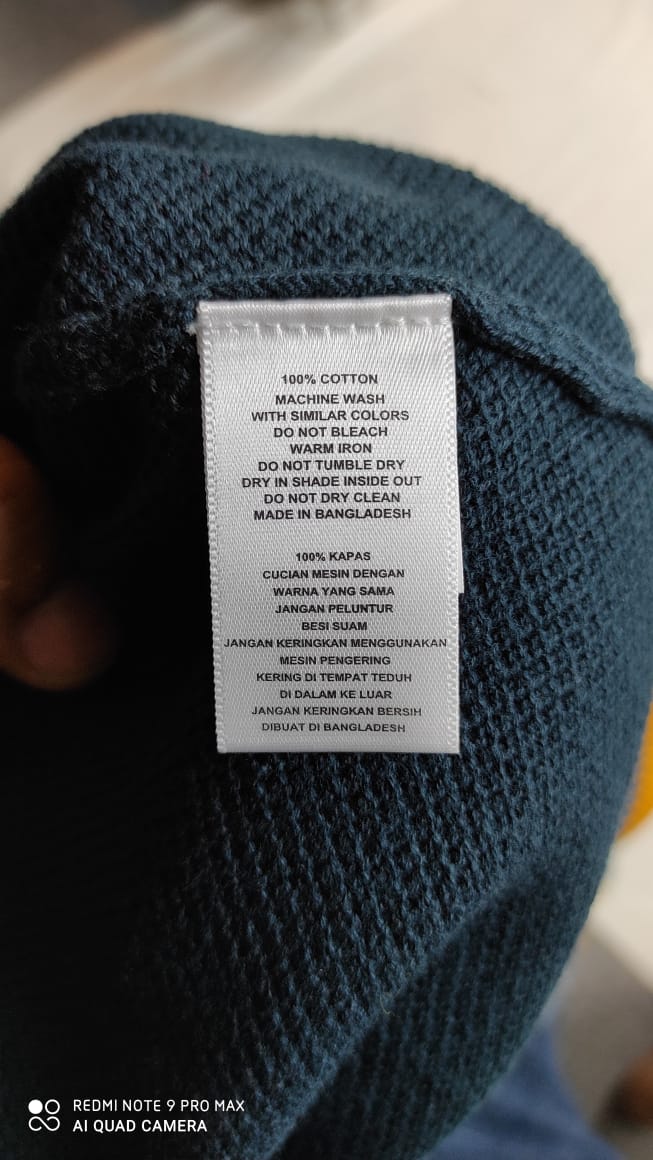 100% COTTON
MACHINE WASH
WITH SIMILAR COLORS
DO NOT BLEACH
WARM IRON
DO NOT TUMBLE DRY
DRY IN SHADE INSIDE OUT
DO NOT DRY CLEAN
MADE IN BANGLADESH
100% KAPAS
CUCIAN MESIN DENGAN
WARNA YANG SAMA
JANGAN PELUNTUR
BESI SUAM
JANGAN KERINGKAN MENGGUNAKAN
MESIN PENGERING
KERING DI TEMPAT TEDUH
DI DALAM KE LUAR
JANGAN KERINGKAN BERSIH
DIBUAT DI BANGLADESH
REDMI NOTE 9 PRO MAX
AI QUAD CAMERA